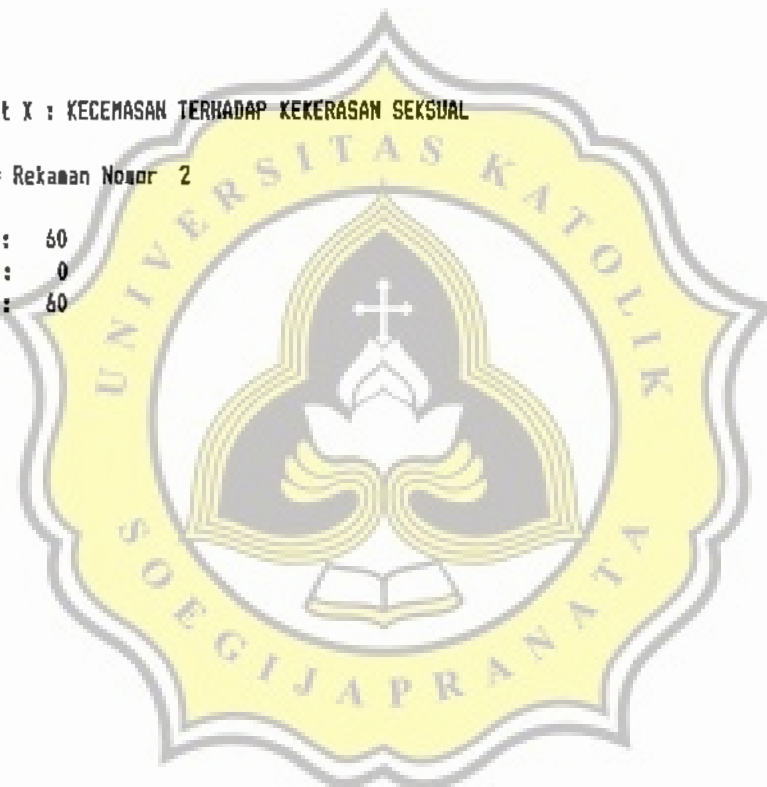 t X : KECEMASAN TERHADAP KEKERASAN SEKSUAL
= Rekaman Nomor 2
: 60
: 0
: 60
UNIVERSITAS KATOLIK
SOEGIJAPRANATA